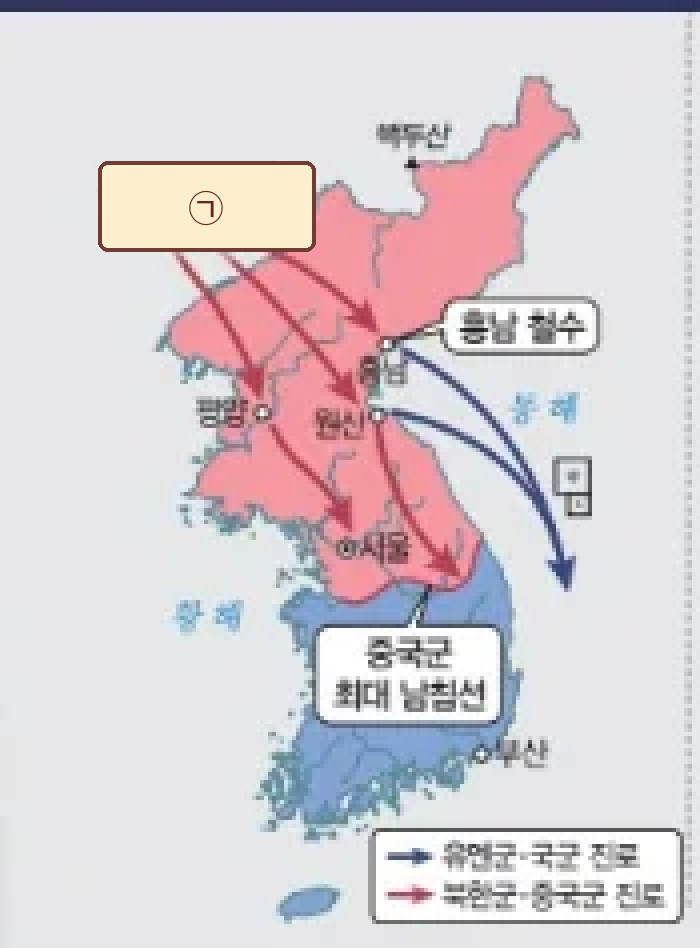 백두산
㉠
흥남 철수
흥남
평양
원산
동해
서울
황해
중국군
최대 남침선
부산
유엔군·국군 진로
북한군·중국군 진로